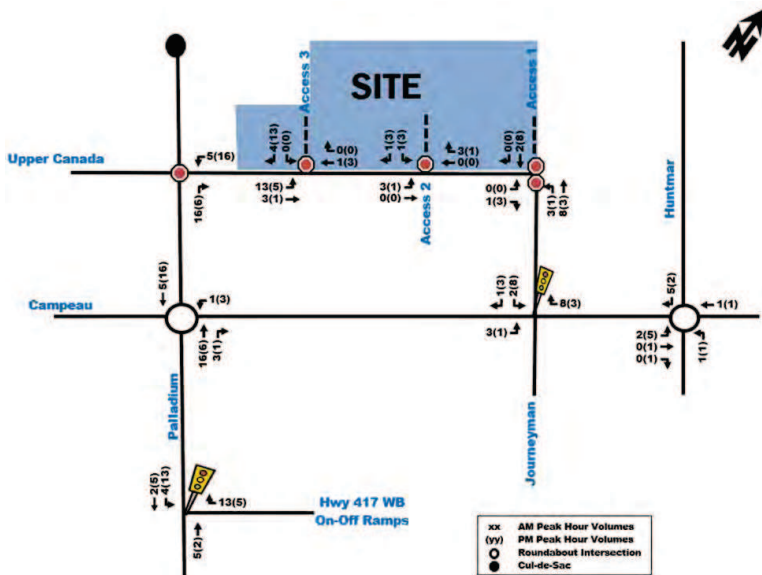 SITE
Access 3
Access 1
4(13)
0(0)
0(0)
1(3)
1(3)
1(3)
3(1)
0(0)
0(0)
2(8)
Upper Canada
5(16)
16(6)
13(5)
3(1)
3(1)
0(0)
Access 2
0(0)
1(3)
3(1)
8(3)
Huntmar
5(16)
Campeau
1(3)
16(6)
3(1)
1(3)
2(8)
8(3)
3(1)
5(2)
1(1)
2(5)
0(1)
0(1)
1(1)
Palladium
Journeyman
2(5)
4(13)
13(5)
5(2)
Hwy 417 WB
On-Off Ramps
xx AM Peak Hour Volumes
(yy) PM Peak Hour Volumes
Roundabout Intersection
Cul-de-Sac